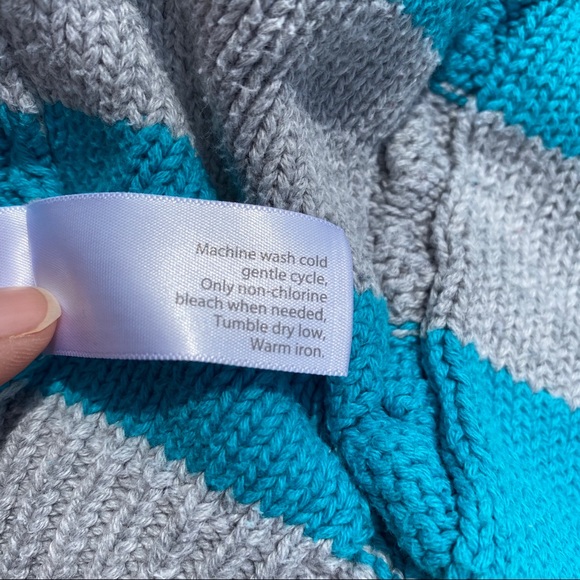 Machine wash cold
gentle cycle,
Only non-chlorine
bleach when needed,
Tumble dry low,
Warm iron.